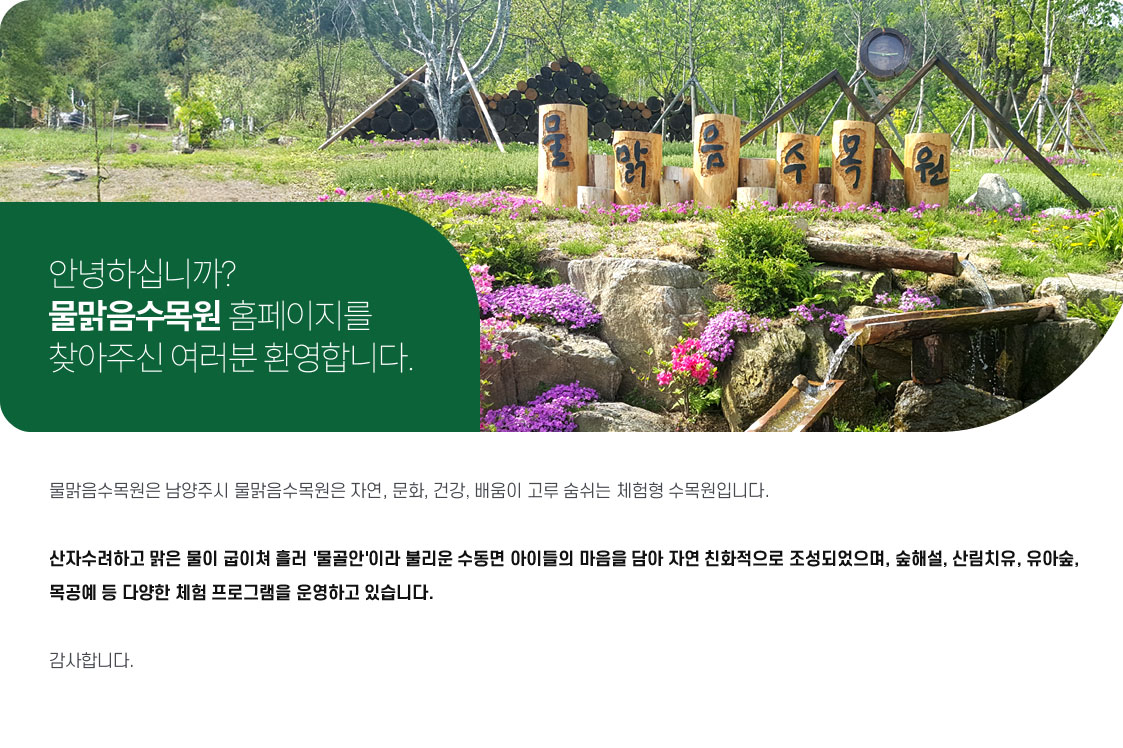 물맑음수목원
안녕하십니까?
물맑음수목원 홈페이지를
찾아주신 여러분 환영합니다.
물맑음수목원은 남양주시 물맑음수목원은 자연, 문화, 건강, 배움이 고루 숨쉬는 체험형 수목원입니다.
산자수려하고 맑은 물이 굽이쳐 흘러 '물골안'이라 불리운 수동면 아이들의 마음을 담아 자연 친화적으로 조성되었으며, 숲해설, 산림치유, 유아숲,
목공예 등 다양한 체험 프로그램을 운영하고 있습니다.
감사합니다.